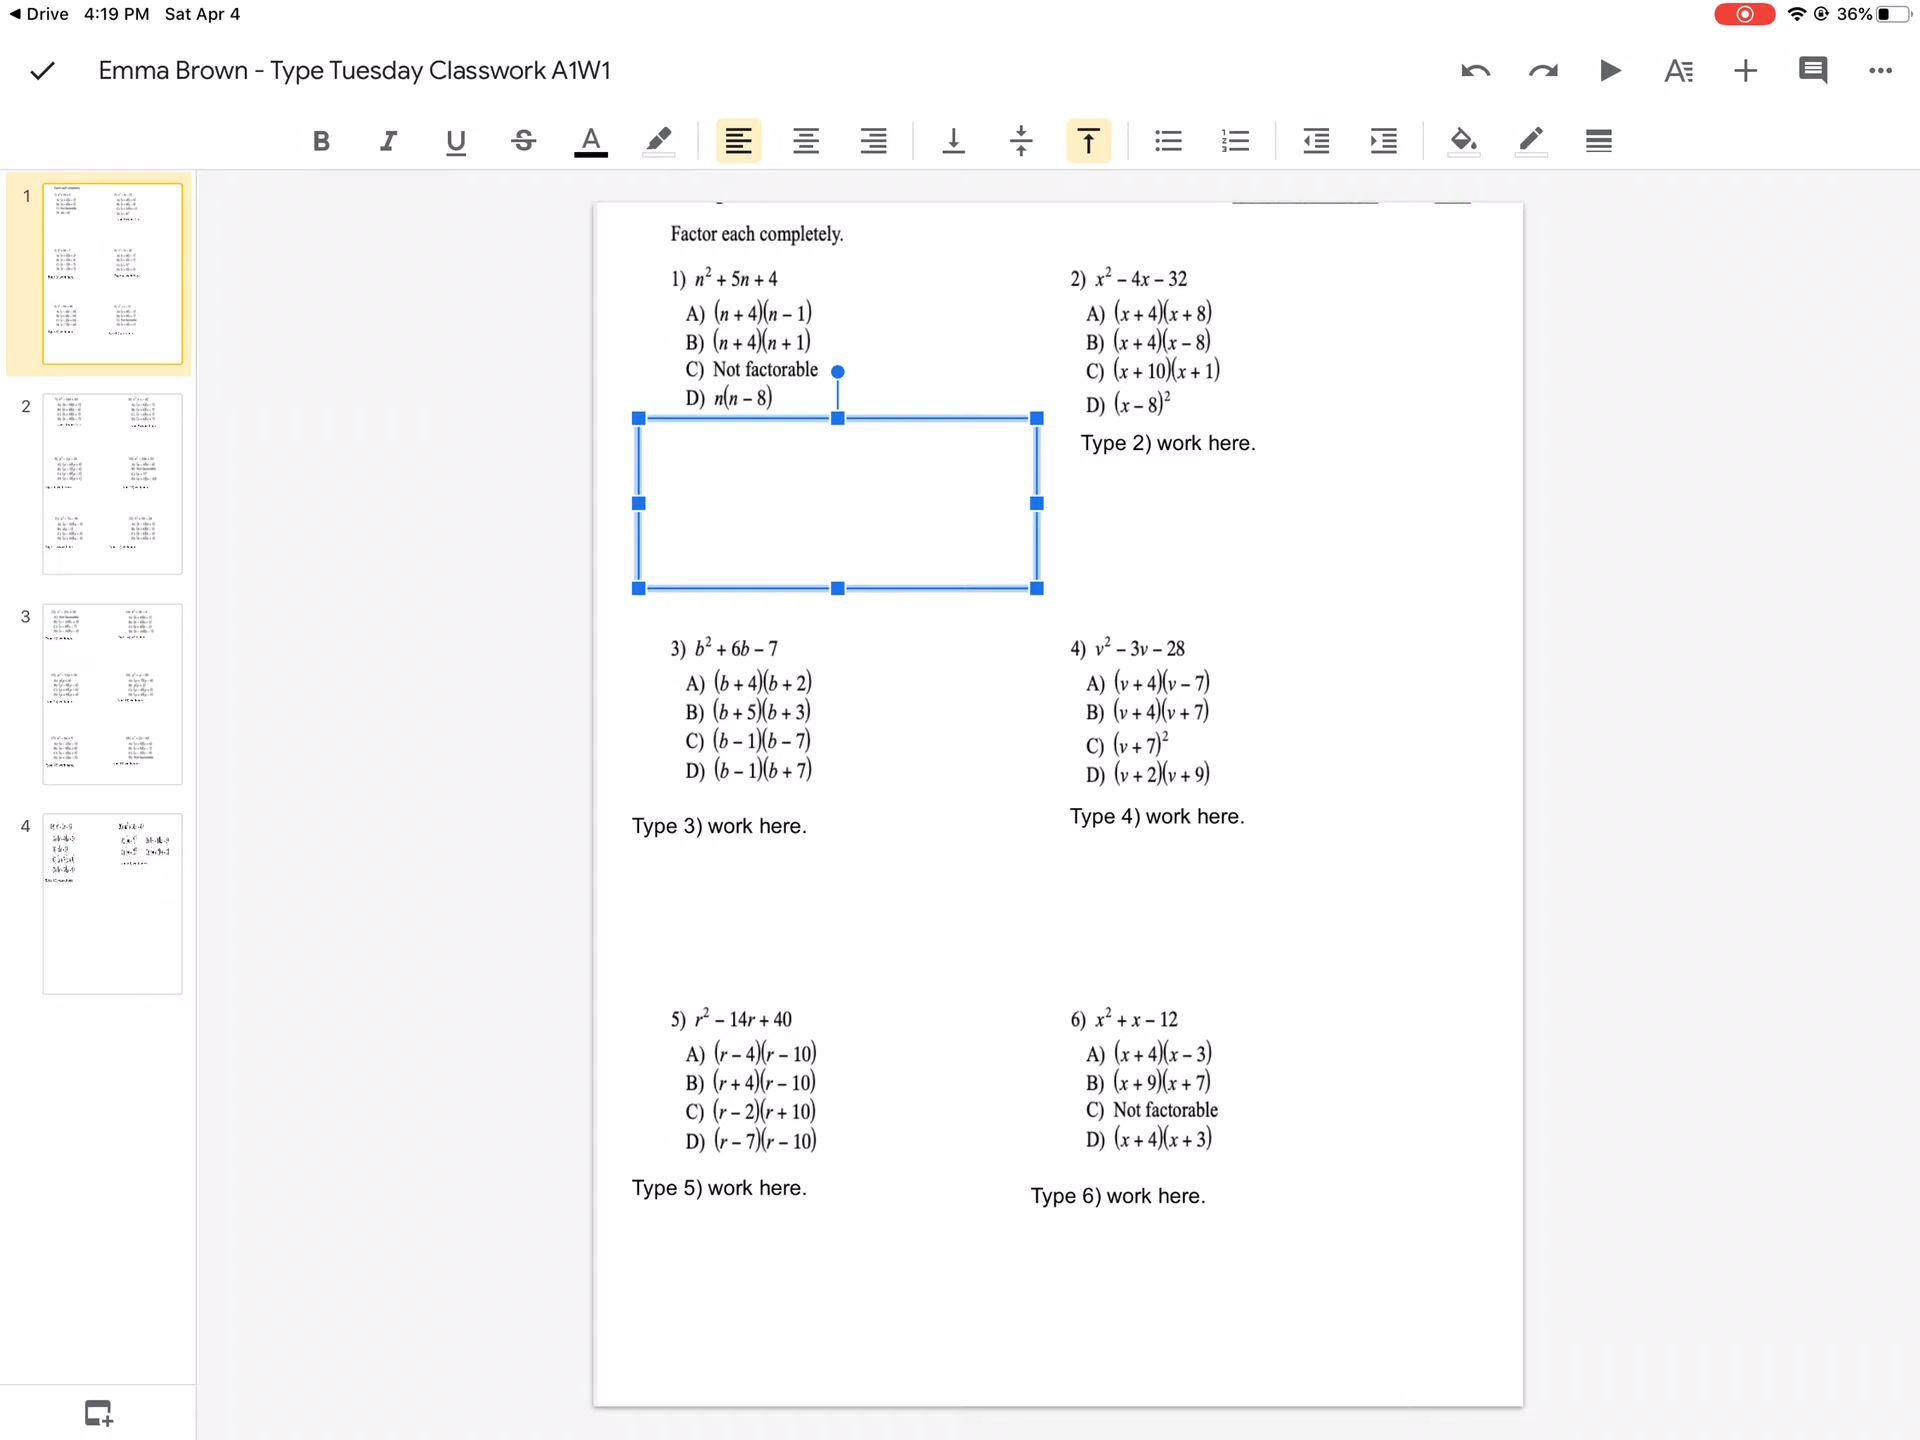 Drive 4:19 PM Sat Apr 4 36%
Emma Brown - Type Tuesday Classwork A1W1
1
2
3
4
Factor each completely.
1) n² + 5n + 4
A) (n + 4)(n − 1)
B) (n + 4)(n + 1)
C) Not factorable
D) n(n − 8)
2) x² − 4x − 32
A) (x + 4)(x + 8)
B) (x + 4)(x − 8)
C) (x + 10)(x + 1)
D) (x − 8)²
Type 2) work here.
3) b² + 6b − 7
A) (b + 4)(b + 2)
B) (b + 5)(b + 3)
C) (b − 1)(b − 7)
D) (b − 1)(b + 7)
Type 3) work here.
4) v² − 3v − 28
A) (v + 4)(v − 7)
B) (v + 4)(v + 7)
C) (v + 7)²
D) (v + 2)(v + 9)
Type 4) work here.
5) r² − 14r + 40
A) (r − 4)(r − 10)
B) (r + 4)(r − 10)
C) (r − 2)(r + 10)
D) (r − 7)(r − 10)
Type 5) work here.
6) x² + x − 12
A) (x + 4)(x − 3)
B) (x + 9)(x + 7)
C) Not factorable
D) (x + 4)(x + 3)
Type 6) work here.